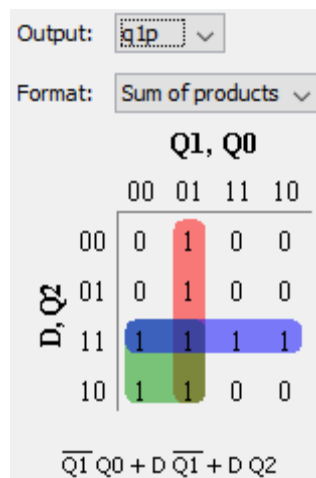 Output: q1p
Format: Sum of products
Q1, Q0
00 01 11 10
00 0 1 0 0
D, Q2
01 0 1 0 0
11 1 1 1 1
10 1 1 0 0
Q1̅ Q0 + D Q1̅ + D Q2